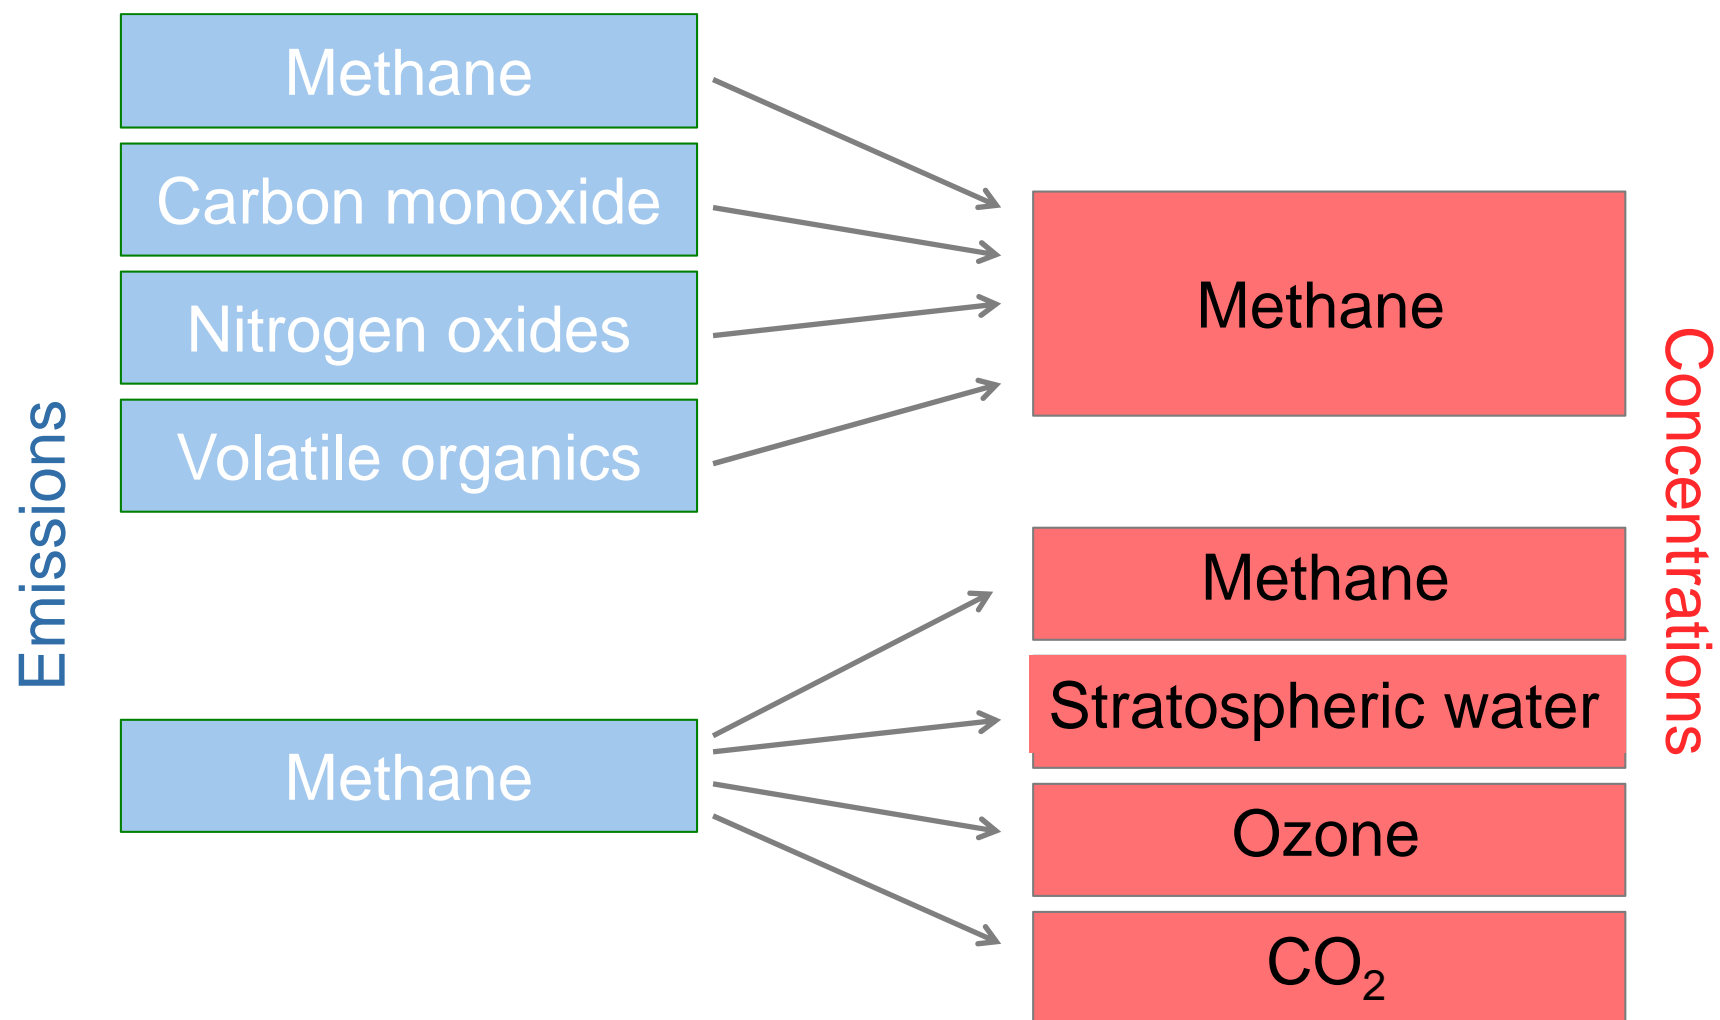 Emissions
Methane
Carbon monoxide
Nitrogen oxides
Volatile organics
Methane
Methane
Methane
Stratospheric water
Ozone
CO₂
Concentrations